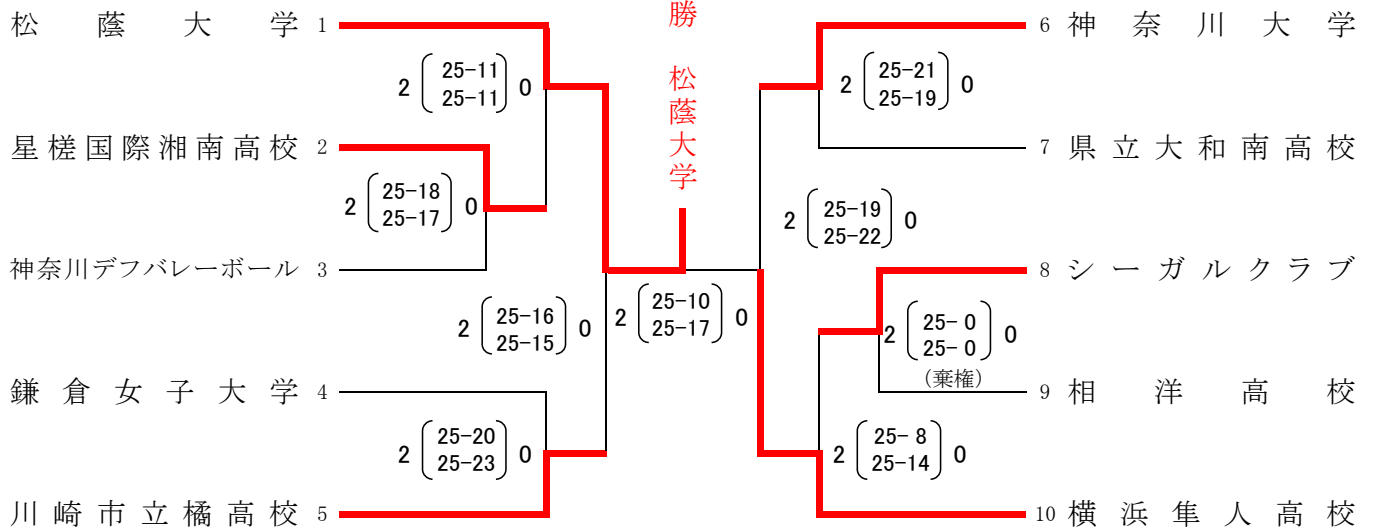 松蔭大学 1
2 25-11 0
25-11
星槎国際湘南高校 2
2 25-18 0
25-17
神奈川デフバレーボール 3
2 25-16 0
25-15
鎌倉女子大学 4
2 25-20 0
25-23
川崎市立橘高校 5
勝 松蔭大学
2 25-10 0
25-17
6 神奈川大学
2 25-21 0
25-19
7 県立大和南高校
2 25-19 0
25-22
8 シーガルクラブ
2 25- 0 0
25- 0
(棄権)
9 相洋高校
2 25- 8 0
25-14
10 横浜隼人高校